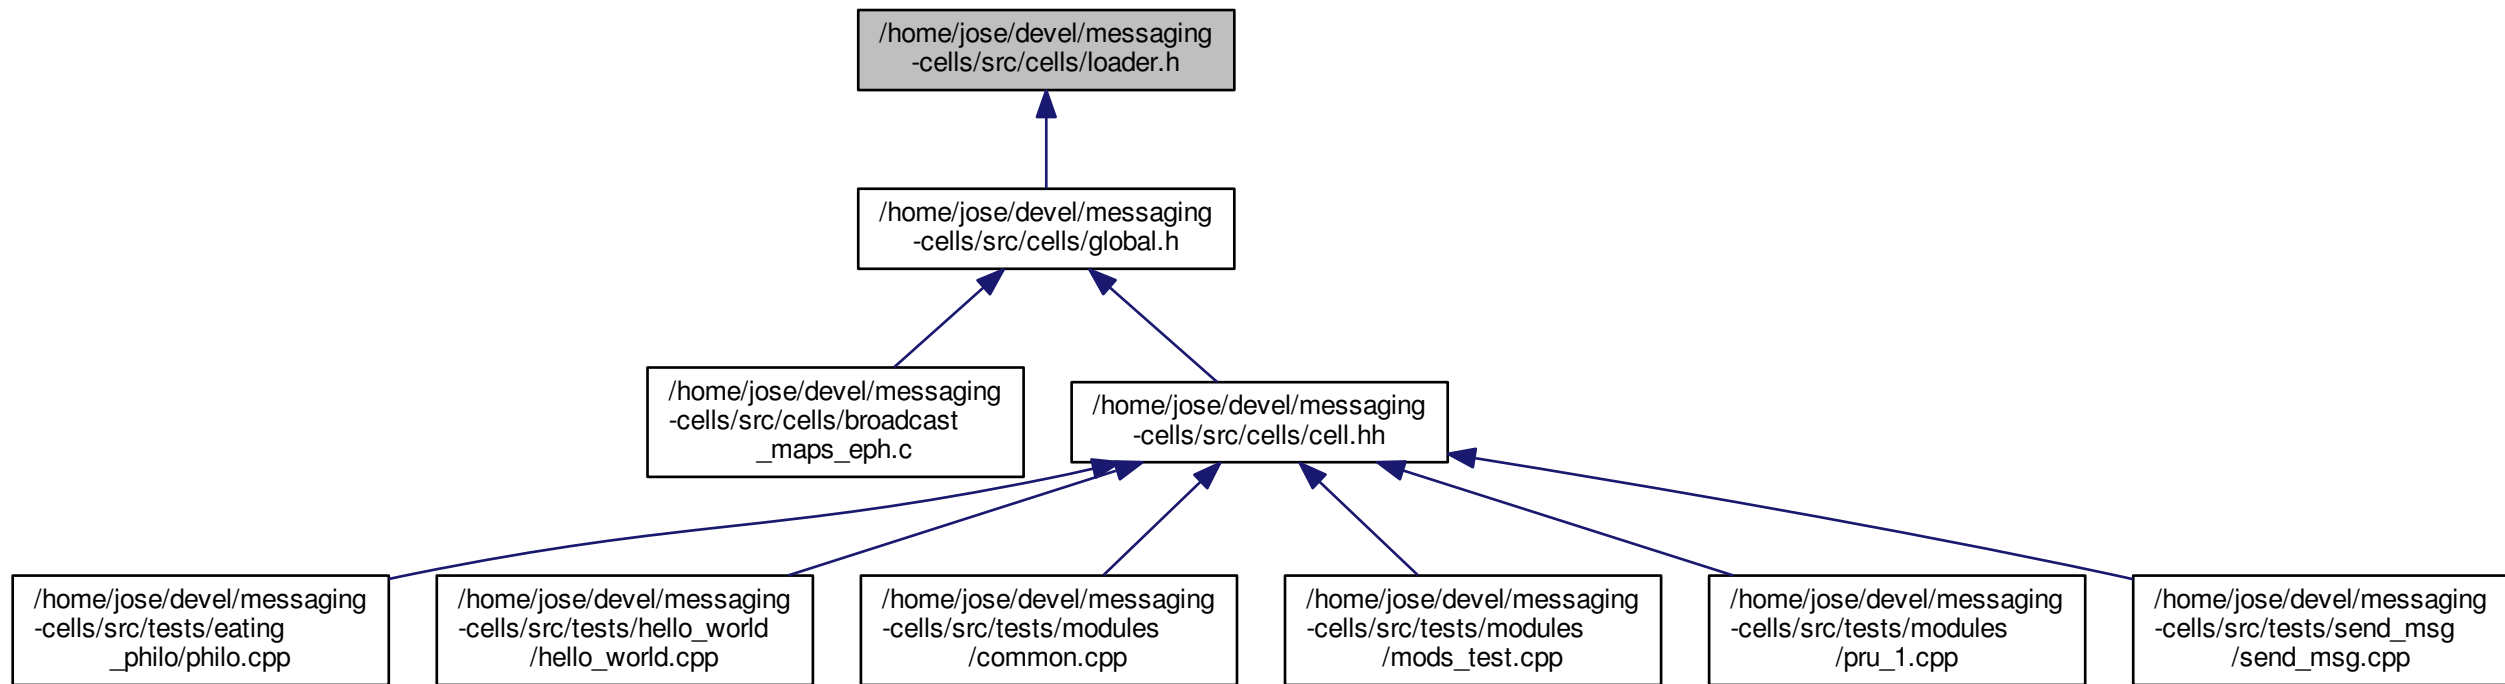 /home/jose/devel/messaging
-cells/src/cells/loader.h
/home/jose/devel/messaging
-cells/src/cells/global.h
/home/jose/devel/messaging
-cells/src/cells/broadcast
_maps_eph.c
/home/jose/devel/messaging
-cells/src/cells/cell.hh
/home/jose/devel/messaging
-cells/src/tests/eating
_philo/philo.cpp
/home/jose/devel/messaging
-cells/src/tests/hello_world
/hello_world.cpp
/home/jose/devel/messaging
-cells/src/tests/modules
/common.cpp
/home/jose/devel/messaging
-cells/src/tests/modules
/mods_test.cpp
/home/jose/devel/messaging
-cells/src/tests/modules
/pru_1.cpp
/home/jose/devel/messaging
-cells/src/tests/send_msg
/send_msg.cpp